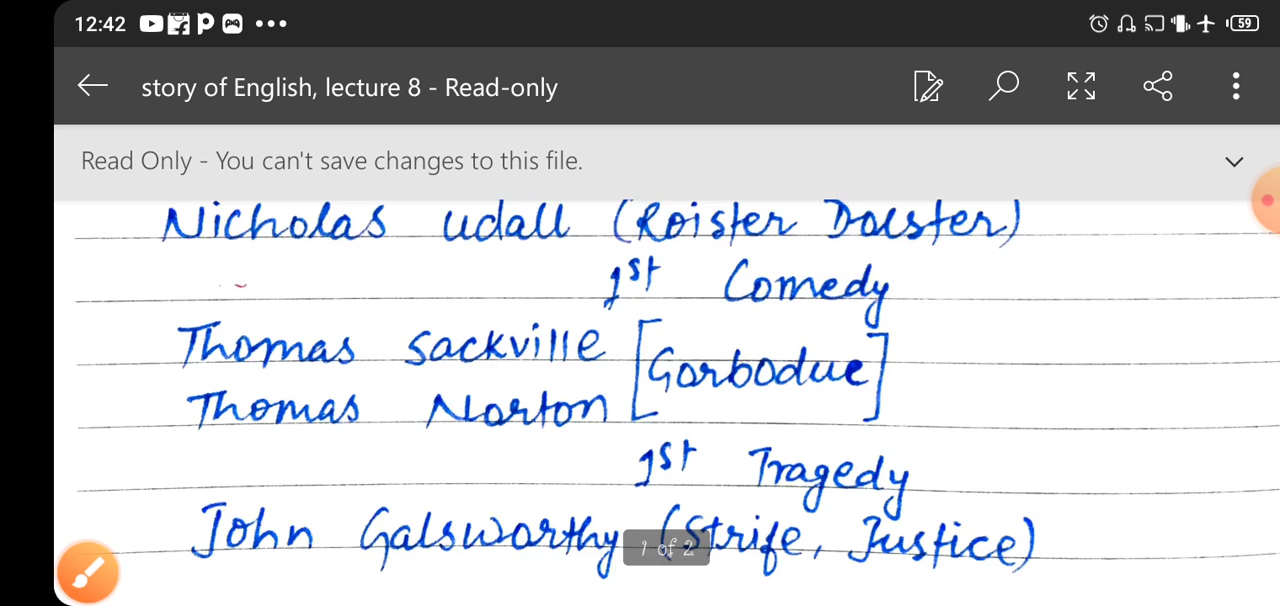 12:42 59
story of English, lecture 8 - Read-only
Read Only - You can't save changes to this file.
Nicholas Udall (Roister Doister)
1st Comedy
Thomas Sackville [Gorboduc]
Thomas Norton
1st Tragedy
John Galsworthy (Strife, Justice)
1 of 2